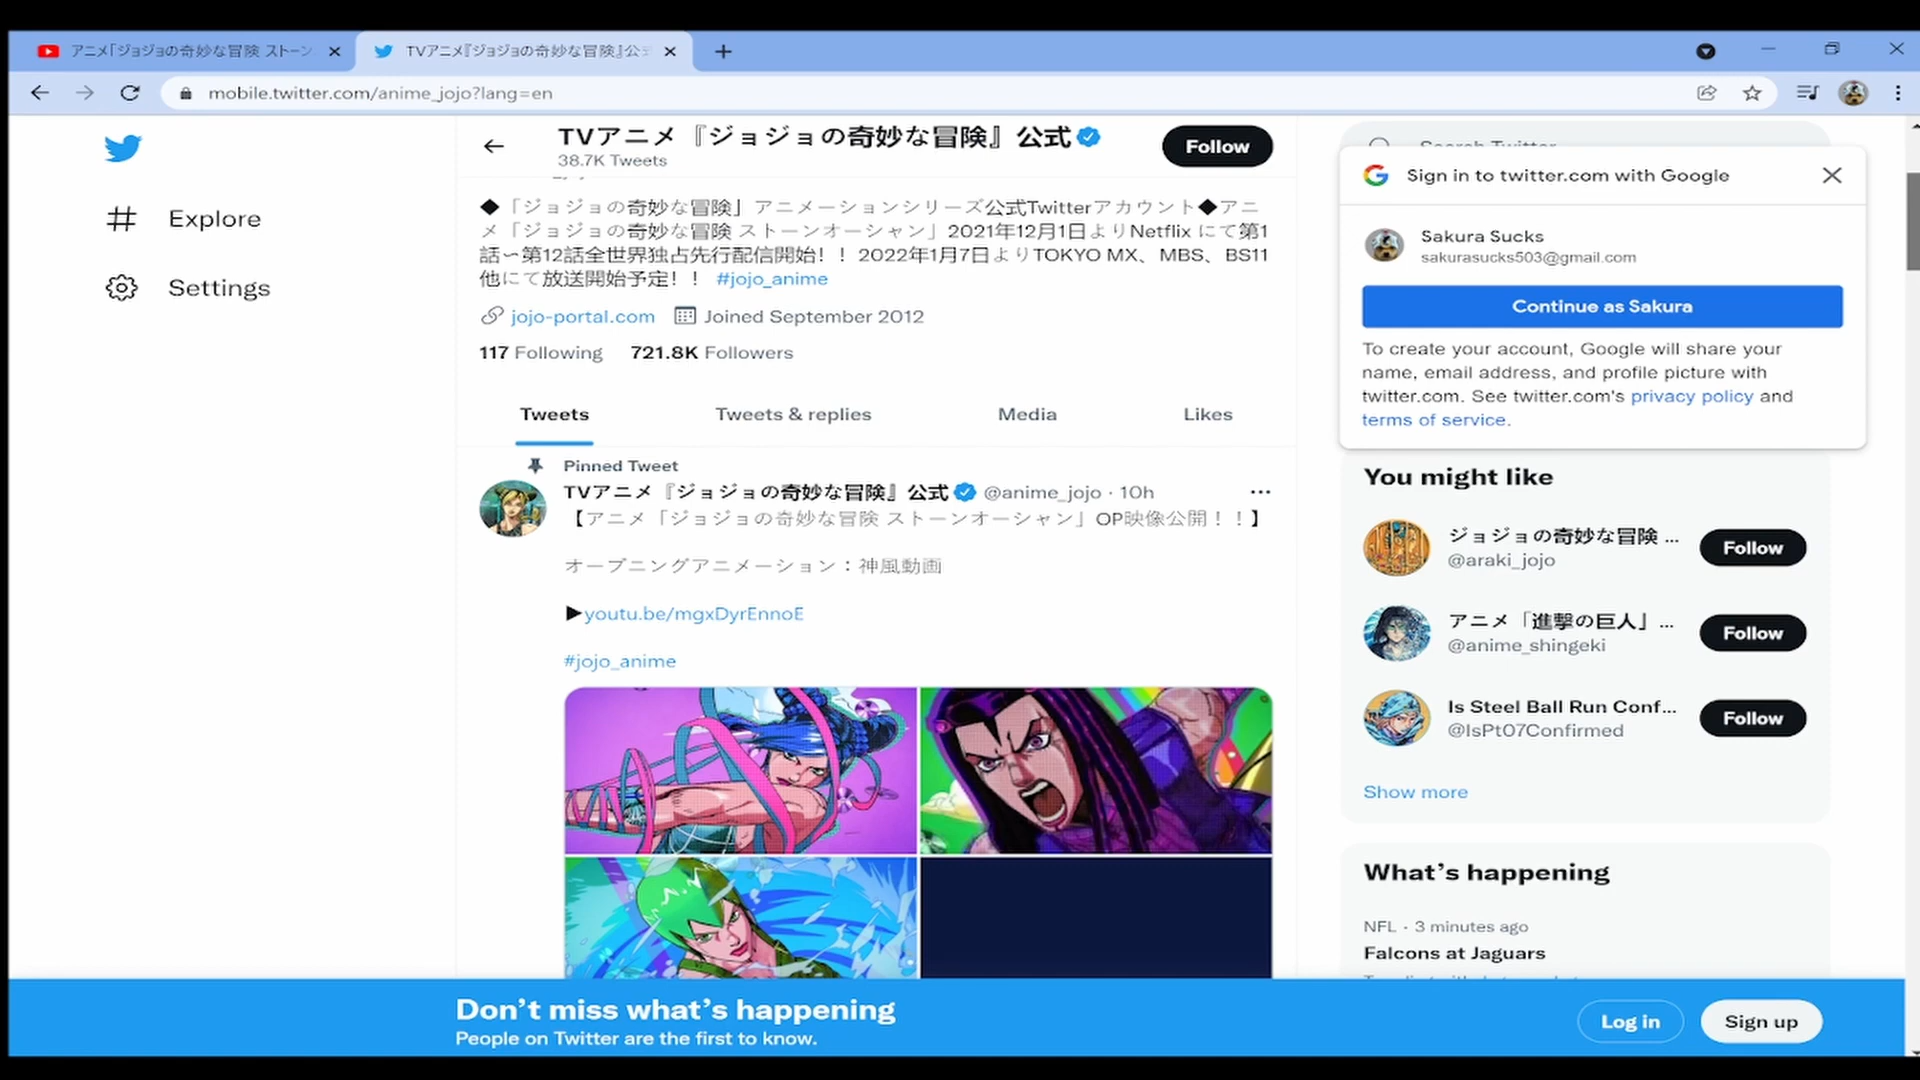 アニメ「ジョジョの奇妙な冒険 ストーン
TVアニメ『ジョジョの奇妙な冒険』公式
mobile.twitter.com/anime_jojo?lang=en
Explore
Settings
TVアニメ『ジョジョの奇妙な冒険』公式
38.7K Tweets
Follow
◆「ジョジョの奇妙な冒険」アニメーションシリーズ公式Twitterアカウント◆アニ
メ「ジョジョの奇妙な冒険 ストーンオーシャン」2021年12月1日よりNetflix にて第1
話～第12話全世界独占先行配信開始！！ 2022年1月7日よりTOKYO MX、MBS、BS11
他にて放送開始予定！！ #jojo_anime
jojo-portal.com Joined September 2012
117 Following 721.8K Followers
Tweets Tweets & replies Media Likes
Pinned Tweet
TVアニメ『ジョジョの奇妙な冒険』公式 @anime_jojo · 10h
【アニメ「ジョジョの奇妙な冒険 ストーンオーシャン」OP映像公開！！】
オープニングアニメーション：神風動画
▶youtu.be/mgxDyrEnnoE
#jojo_anime
Search Twitter
Sign in to twitter.com with Google
Sakura Sucks
sakurasucks503@gmail.com
Continue as Sakura
To create your account, Google will share your
name, email address, and profile picture with
twitter.com. See twitter.com's privacy policy and
terms of service.
You might like
ジョジョの奇妙な冒険 ...
@araki_jojo
Follow
アニメ「進撃の巨人」...
@anime_shingeki
Follow
Is Steel Ball Run Conf...
@IsPt07Confirmed
Follow
Show more
What's happening
NFL · 3 minutes ago
Falcons at Jaguars
Don't miss what's happening
People on Twitter are the first to know.
Log in
Sign up